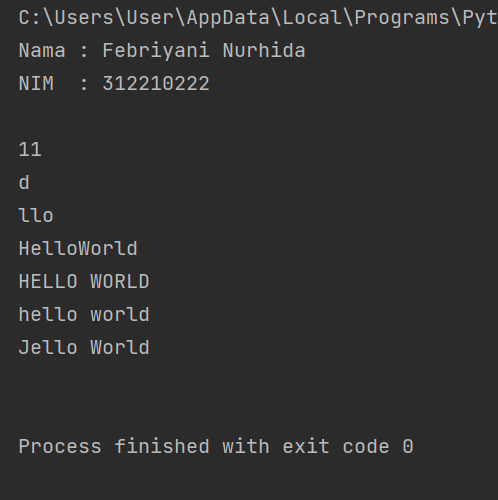 C:\Users\User\AppData\Local\Programs\Pyt
Nama : Febriyani Nurhida
NIM  : 312210222
11
d
llo
HelloWorld
HELLO WORLD
hello world
Jello World
Process finished with exit code 0